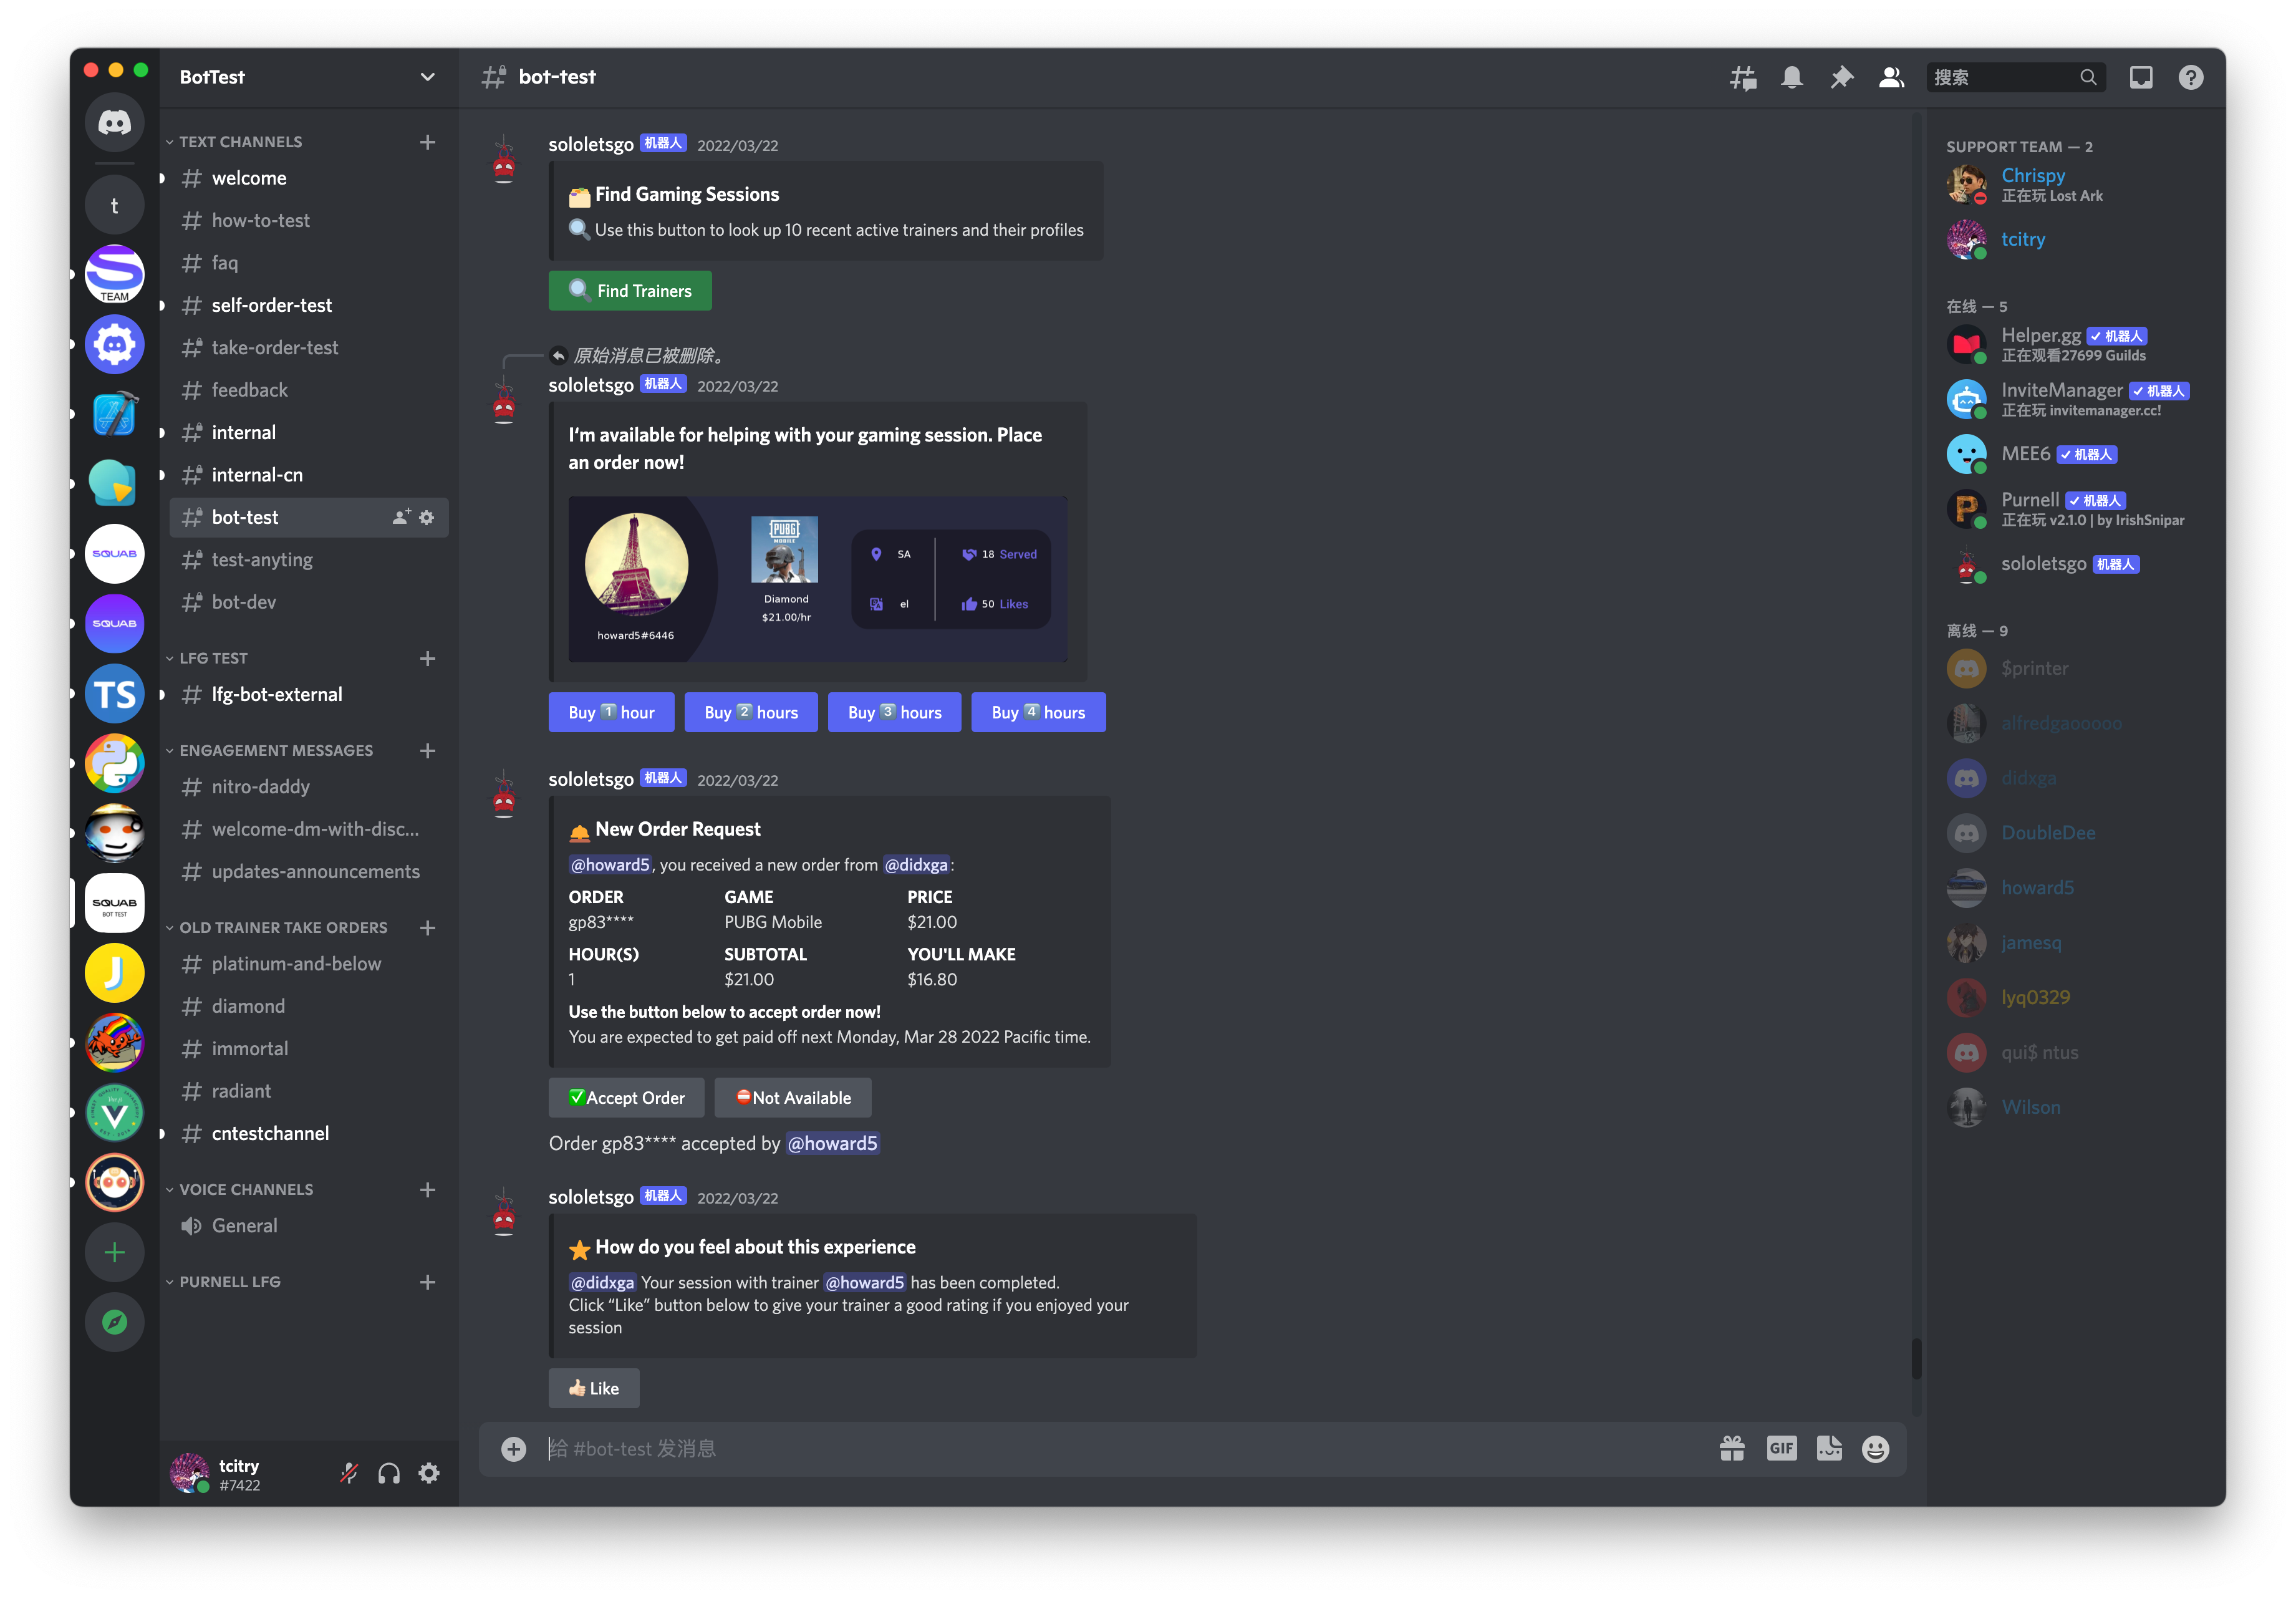 BotTest
bot-test
搜索
t
TEAM
SQUAB
SQUAB
TS
SQUAB
BOT TEST
J
TEXT CHANNELS
welcome
how-to-test
faq
self-order-test
take-order-test
feedback
internal
internal-cn
bot-test
test-anyting
bot-dev
LFG TEST
lfg-bot-external
ENGAGEMENT MESSAGES
nitro-daddy
welcome-dm-with-disc...
updates-announcements
OLD TRAINER TAKE ORDERS
platinum-and-below
diamond
immortal
radiant
cntestchannel
VOICE CHANNELS
General
PURNELL LFG
tcitry
#7422
sololetsgo 机器人 2022/03/22
Find Gaming Sessions
Use this button to look up 10 recent active trainers and their profiles
Find Trainers
原始消息已被删除。
sololetsgo 机器人 2022/03/22
I‘m available for helping with your gaming session. Place
an order now!
howard5#6446
PUBG
MOBILE
Diamond
$21.00/hr
SA
18 Served
el
50 Likes
Buy 1 hour
Buy 2 hours
Buy 3 hours
Buy 4 hours
sololetsgo 机器人 2022/03/22
New Order Request
@howard5, you received a new order from @didxga:
ORDER GAME PRICE
gp83**** PUBG Mobile $21.00
HOUR(S) SUBTOTAL YOU'LL MAKE
1 $21.00 $16.80
Use the button below to accept order now!
You are expected to get paid off next Monday, Mar 28 2022 Pacific time.
Accept Order
Not Available
Order gp83**** accepted by @howard5
sololetsgo 机器人 2022/03/22
How do you feel about this experience
@didxga Your session with trainer @howard5 has been completed.
Click “Like” button below to give your trainer a good rating if you enjoyed your
session
Like
给 #bot-test 发消息
GIF
SUPPORT TEAM — 2
Chrispy
正在玩 Lost Ark
tcitry
在线 — 5
Helper.gg 机器人
正在观看27699 Guilds
InviteManager 机器人
正在玩 invitemanager.cc!
MEE6 机器人
Purnell 机器人
正在玩 v2.1.0 | by IrishSnipar
sololetsgo 机器人
离线 — 9
$printer
alfredgaooooo
didxga
DoubleDee
howard5
jamesq
lyq0329
qui$ ntus
Wilson